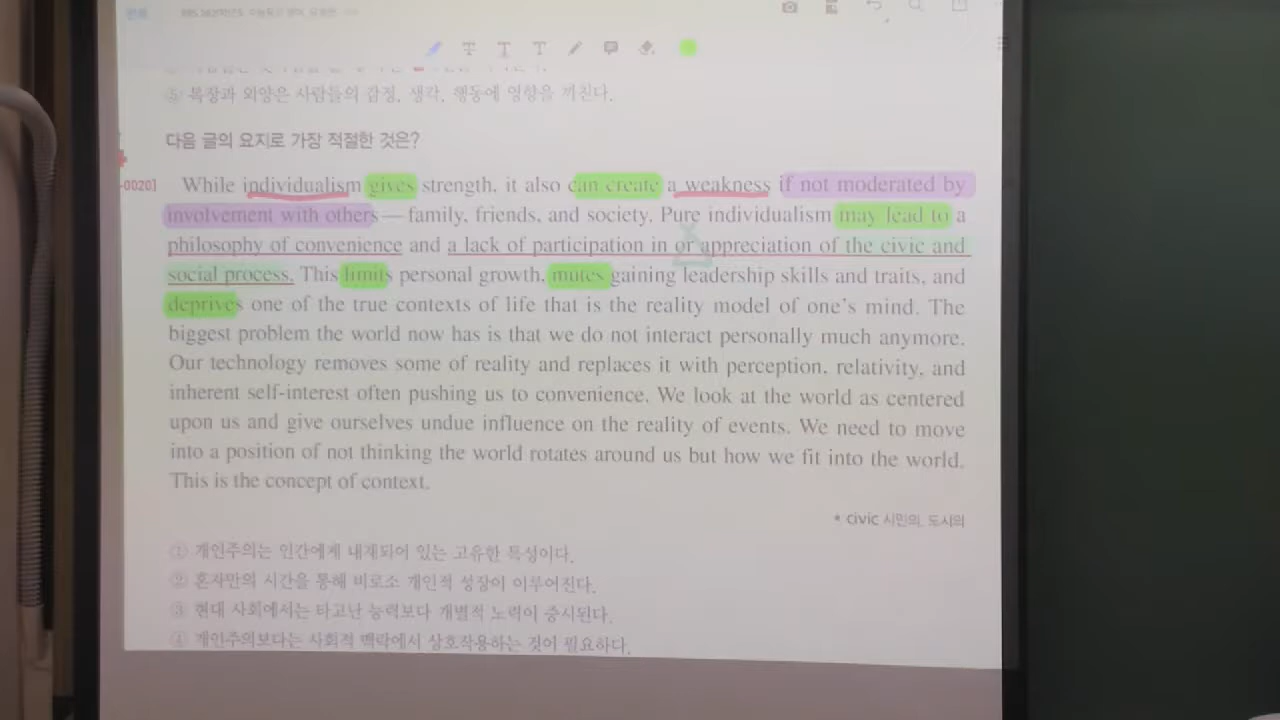 ⑤ 복장과 외양은 사람들의 감정, 생각, 행동에 영향을 끼친다.
다음 글의 요지로 가장 적절한 것은?
-0020]
While individualism gives strength, it also can create a weakness if not moderated by
involvement with others — family, friends, and society. Pure individualism may lead to a
philosophy of convenience and a lack of participation in or appreciation of the civic and
social process. This limits personal growth, mutes gaining leadership skills and traits, and
deprives one of the true contexts of life that is the reality model of one's mind. The
biggest problem the world now has is that we do not interact personally much anymore.
Our technology removes some of reality and replaces it with perception, relativity, and
inherent self-interest often pushing us to convenience. We look at the world as centered
upon us and give ourselves undue influence on the reality of events. We need to move
into a position of not thinking the world rotates around us but how we fit into the world.
This is the concept of context.
* civic 시민의, 도시의
① 개인주의는 인간에게 내재되어 있는 고유한 특성이다.
② 혼자만의 시간을 통해 비로소 개인적 성장이 이루어진다.
③ 현대 사회에서는 타고난 능력보다 개별적 노력이 중시된다.
④ 개인주의보다는 사회적 맥락에서 상호작용하는 것이 필요하다.